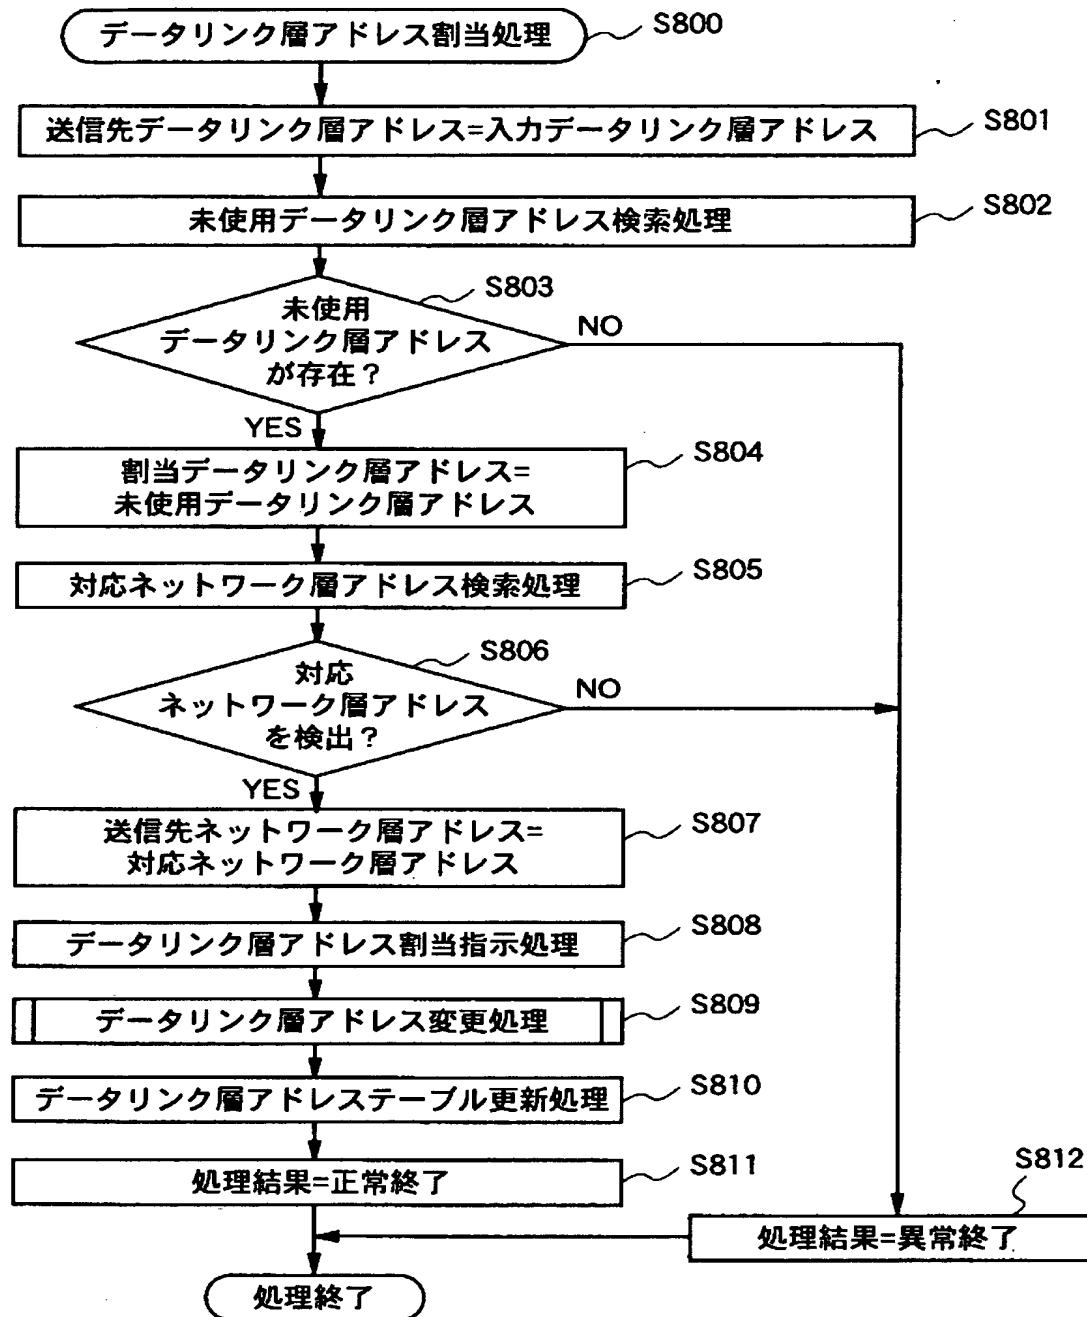 データリンク層アドレス割当処理
S800
送信先データリンク層アドレス=入力データリンク層アドレス
S801
未使用データリンク層アドレス検索処理
S802
S803
未使用
データリンク層アドレス
が存在？
NO
YES
割当データリンク層アドレス=
未使用データリンク層アドレス
S804
対応ネットワーク層アドレス検索処理
S805
S806
対応
ネットワーク層アドレス
を検出？
NO
YES
送信先ネットワーク層アドレス=
対応ネットワーク層アドレス
S807
データリンク層アドレス割当指示処理
S808
データリンク層アドレス変更処理
S809
データリンク層アドレステーブル更新処理
S810
処理結果=正常終了
S811
S812
処理結果=異常終了
処理終了